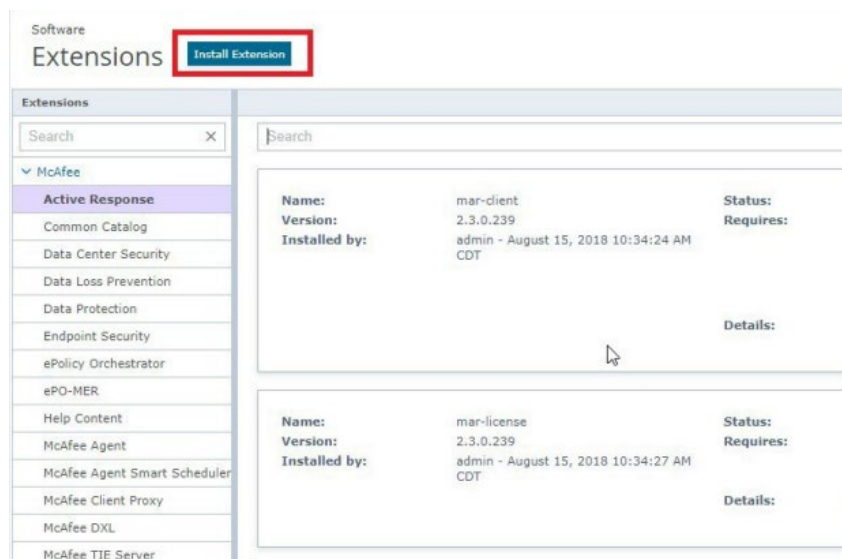 Software
Extensions
Install Extension
Extensions
Search
Search
McAfee
Active Response
Common Catalog
Data Center Security
Data Loss Prevention
Data Protection
Endpoint Security
ePolicy Orchestrator
ePO-MER
Help Content
McAfee Agent
McAfee Agent Smart Scheduler
McAfee Client Proxy
McAfee DXL
McAfee TIE Server
Name: mar-client Status:
Version: 2.3.0.239 Requires:
Installed by: admin - August 15, 2018 10:34:24 AM
CDT
Details:
Name: mar-license Status:
Version: 2.3.0.239 Requires:
Installed by: admin - August 15, 2018 10:34:27 AM
CDT
Details: